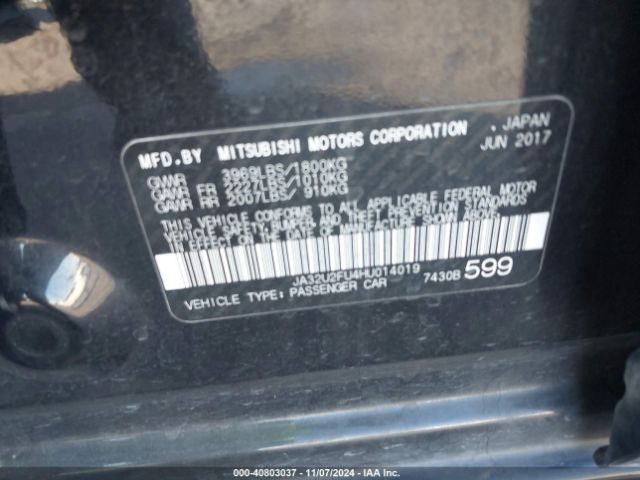 MFD.BY MITSUBISHI MOTORS CORPORATION , JAPAN
JUN 2017
GVWR 3969LBS/1800KG
GAWR FR 2227LBS/1010KG
GAWR RR 2007LBS/ 910KG
THIS VEHICLE CONFORMS TO ALL APPLICABLE FEDERAL MOTOR
VEHICLE SAFETY, BUMPER AND THEFT PREVENTION STANDARDS
IN EFFECT ON THE DATE OF MANUFACTURE SHOWN ABOVE.
JA32U2FU4HU014019
VEHICLE TYPE: PASSENGER CAR 7430B599
000-40803037 - 11/07/2024 - IAA Inc.